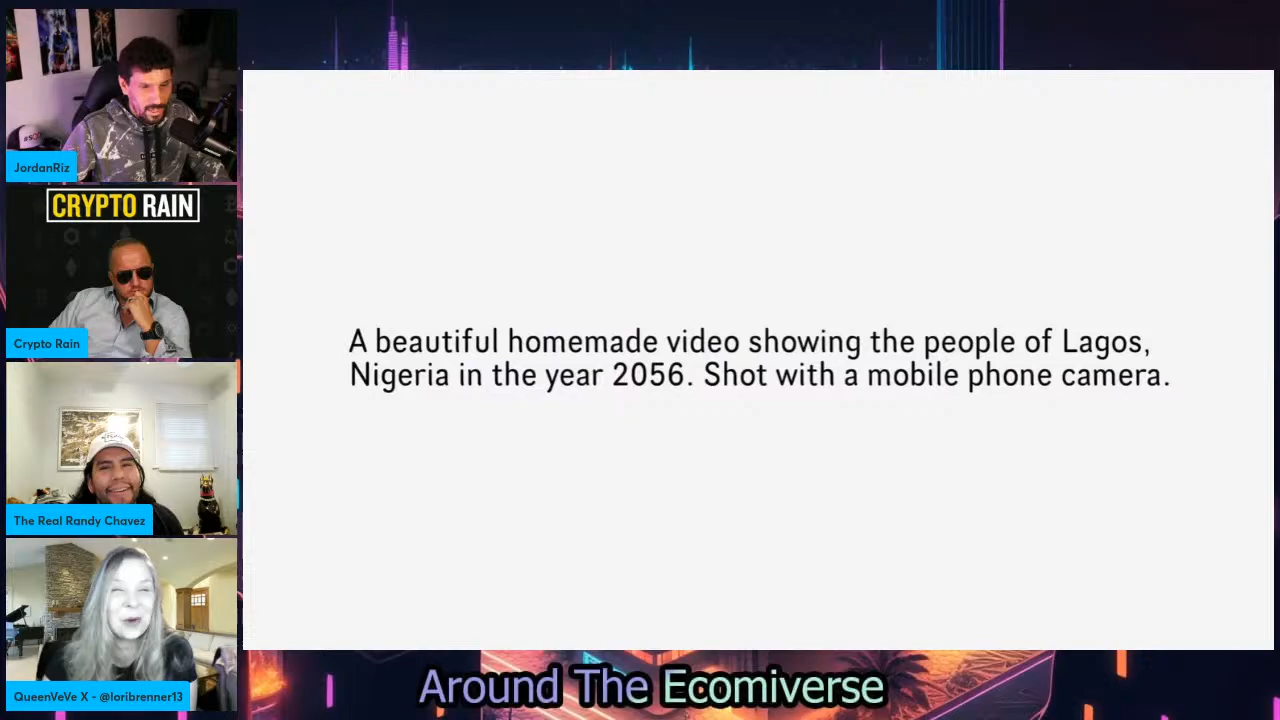 JordanRiz
CRYPTO RAIN
Crypto Rain
The Real Randy Chavez
QueenVeVe X - @loribrenner13
A beautiful homemade video showing the people of Lagos,
Nigeria in the year 2056. Shot with a mobile phone camera.
Around The Ecomiverse